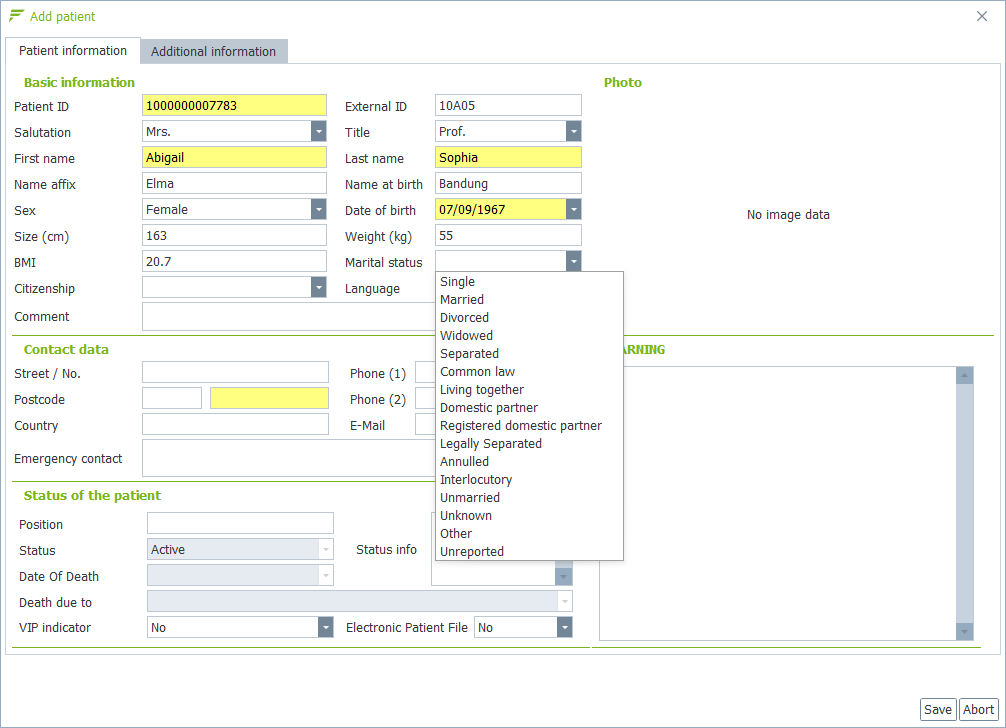 Add patient
Patient information
Additional information
Basic information
Photo
Patient ID 1000000007783 External ID 10A05
Salutation Mrs. Title Prof.
First name Abigail Last name Sophia
Name affix Elma Name at birth Bandung
Sex Female Date of birth 07/09/1967
No image data
Size (cm) 163 Weight (kg) 55
BMI 20.7 Marital status
Citizenship Language
Comment
Single
Married
Divorced
Widowed
Separated
Common law
Living together
Domestic partner
Registered domestic partner
Legally Separated
Annulled
Interlocutory
Unmarried
Unknown
Other
Unreported
Contact data
ARNING
Street / No. Phone (1)
Postcode Phone (2)
Country E-Mail
Emergency contact
Status of the patient
Position
Status Active Status info
Date Of Death
Death due to
VIP indicator No Electronic Patient File No
Save Abort